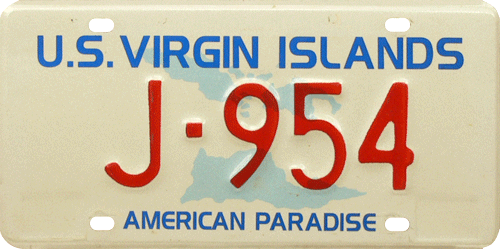 U.S. VIRGIN ISLANDS
J·954
AMERICAN PARADISE